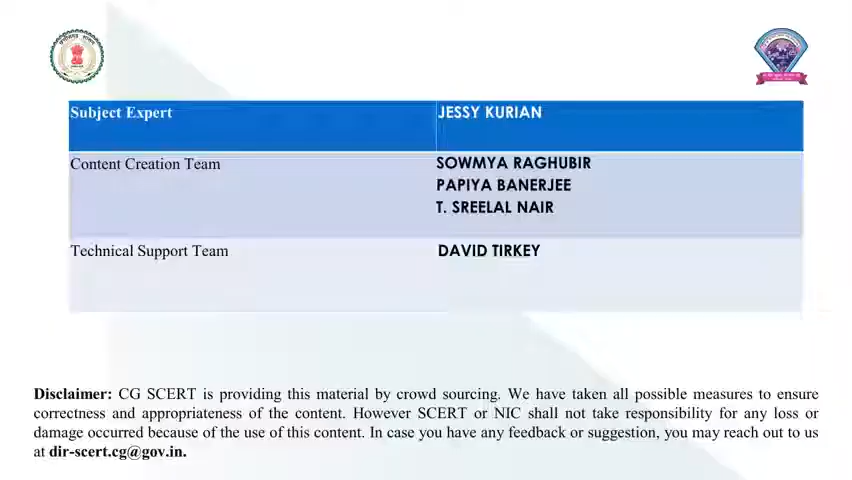 Subject Expert JESSY KURIAN
Content Creation Team SOWMYA RAGHUBIR
PAPIYA BANERJEE
T. SREELAL NAIR
Technical Support Team DAVID TIRKEY
Disclaimer: CG SCERT is providing this material by crowd sourcing. We have taken all possible measures to ensure
correctness and appropriateness of the content. However SCERT or NIC shall not take responsibility for any loss or
damage occurred because of the use of this content. In case you have any feedback or suggestion, you may reach out to us
at dir-scert.cg@gov.in.